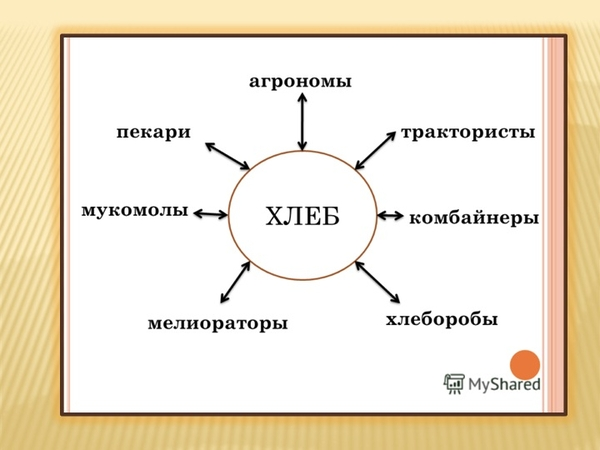 агрономы
пекари
трактористы
мукомолы
ХЛЕБ
комбайнеры
мелиораторы
хлеборобы
MyShared